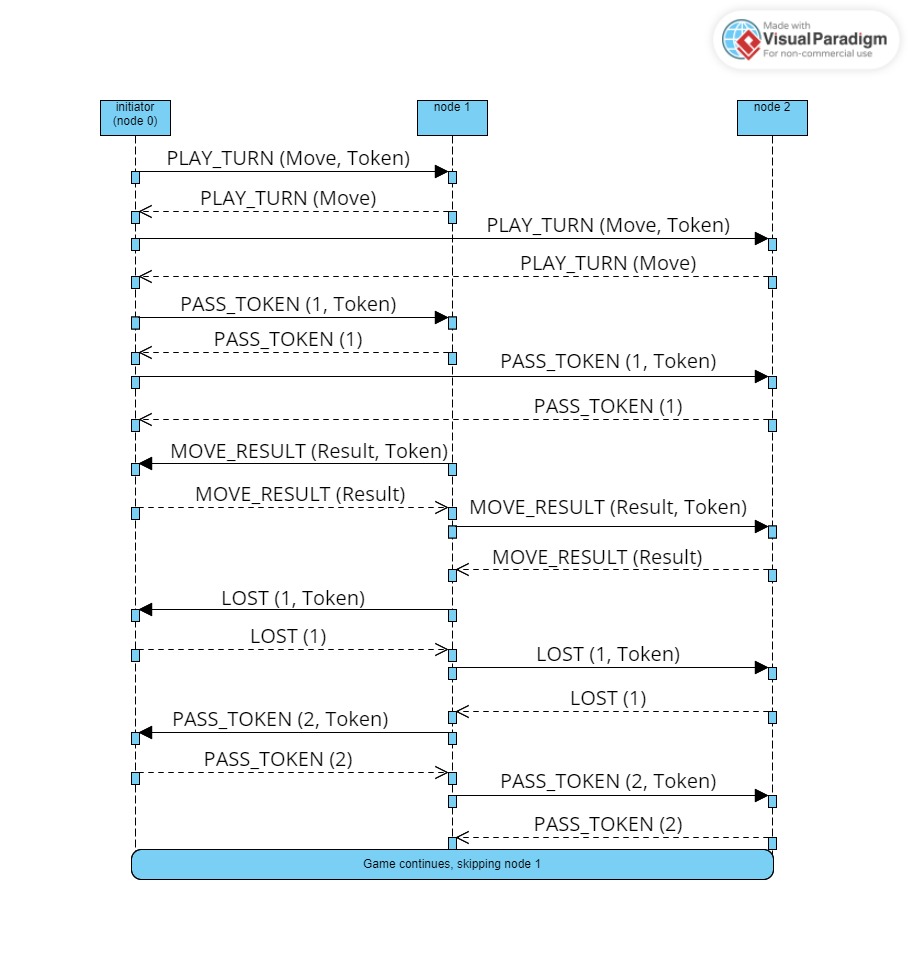 Made with
Visual Paradigm
For non-commercial use
initiator
(node 0)
node 1
node 2
PLAY_TURN (Move, Token)
PLAY_TURN (Move)
PLAY_TURN (Move, Token)
PLAY_TURN (Move)
PASS_TOKEN (1, Token)
PASS_TOKEN (1)
PASS_TOKEN (1, Token)
PASS_TOKEN (1)
MOVE_RESULT (Result, Token)
MOVE_RESULT (Result)
MOVE_RESULT (Result, Token)
MOVE_RESULT (Result)
LOST (1, Token)
LOST (1)
LOST (1, Token)
LOST (1)
PASS_TOKEN (2, Token)
PASS_TOKEN (2)
PASS_TOKEN (2, Token)
PASS_TOKEN (2)
Game continues, skipping node 1